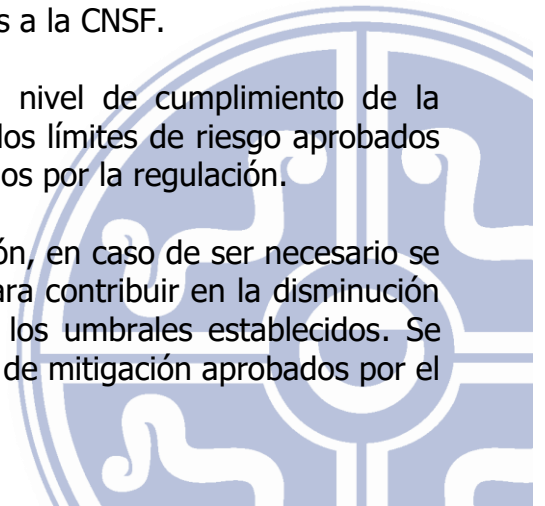 s a la CNSF.
nivel de cumplimiento de la
los límites de riesgo aprobados
os por la regulación.
ón, en caso de ser necesario se
ara contribuir en la disminución
los umbrales establecidos. Se
de mitigación aprobados por el